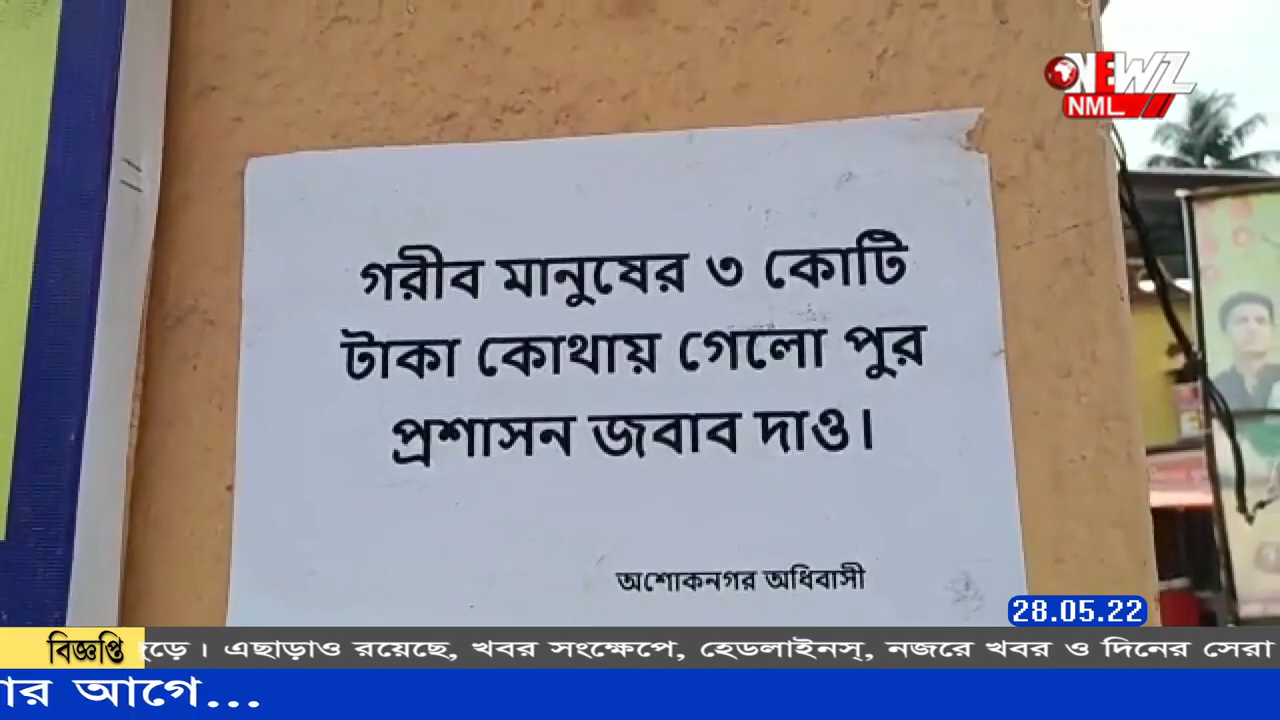 NEWZ
NML
গরীব মানুষের ৩ কোটি
টাকা কোথায় গেলো পুর
প্রশাসন জবাব দাও।
অশোকনগর অধিবাসী
28.05.22
বিজ্ঞপ্তি
। এছাড়াও রয়েছে, খবর সংক্ষেপে, হেডলাইনস্, নজরে খবর ও দিনের সেরা
আগে...